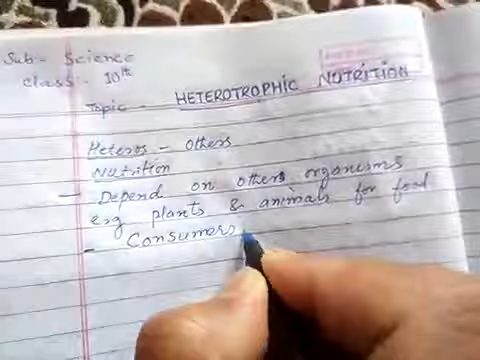 Sub- Science
Class - 10th
Topic - HETEROTROPHIC NUTRITION
Heteros - Others
Nutrition
- Depend on others organisms
e.g plants & animals for food
- Consumers